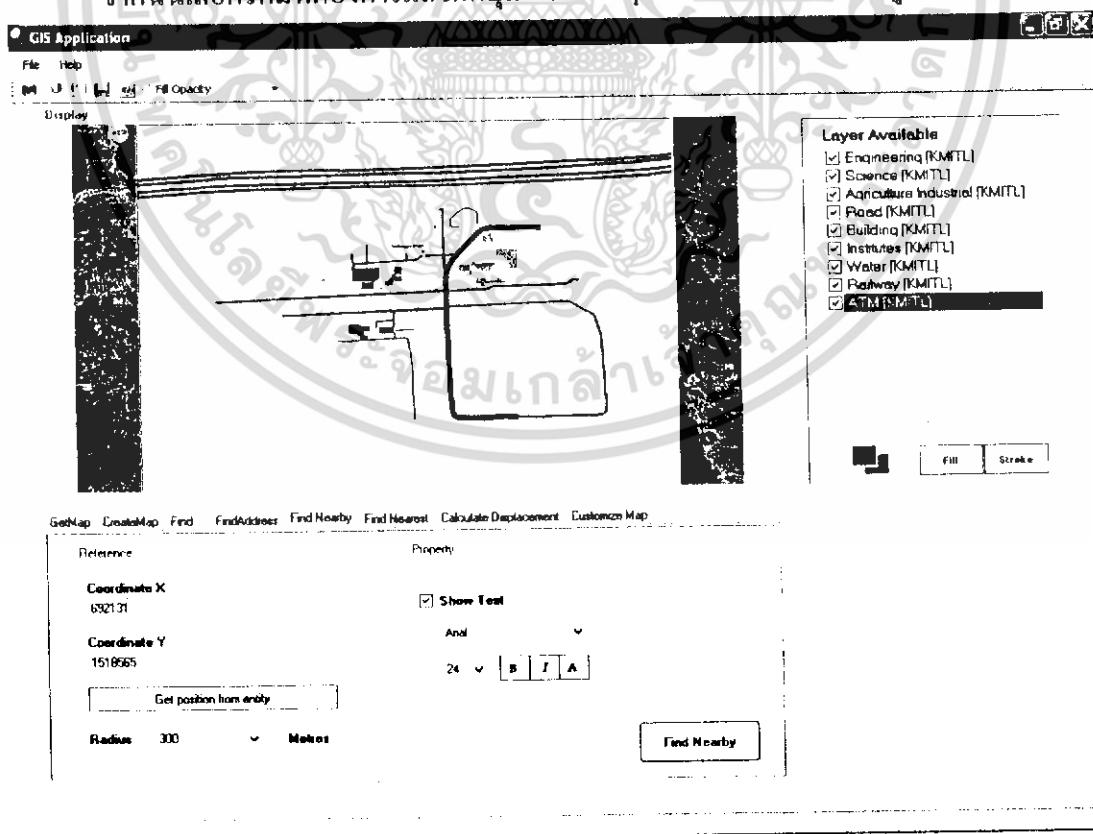 GIS Application
File Help
Fill Opacity
Display
Layer Available
Engineering [KMITL]
Science [KMITL]
Agriculture Industrial [KMITL]
Road [KMITL]
Building [KMITL]
Institutes [KMITL]
Water [KMITL]
Railway [KMITL]
ATM [KMITL]
Fill Stroke
GetMap CreateMap Find FindAddress Find Nearby Find Nearest Calculate Displacement Customize Map
Reference Property
Coordinate X
692131
Show Text
Coordinate Y
1518565
Arial
24 B I A
Get position from entity
Radius 300 Metres
Find Nearby